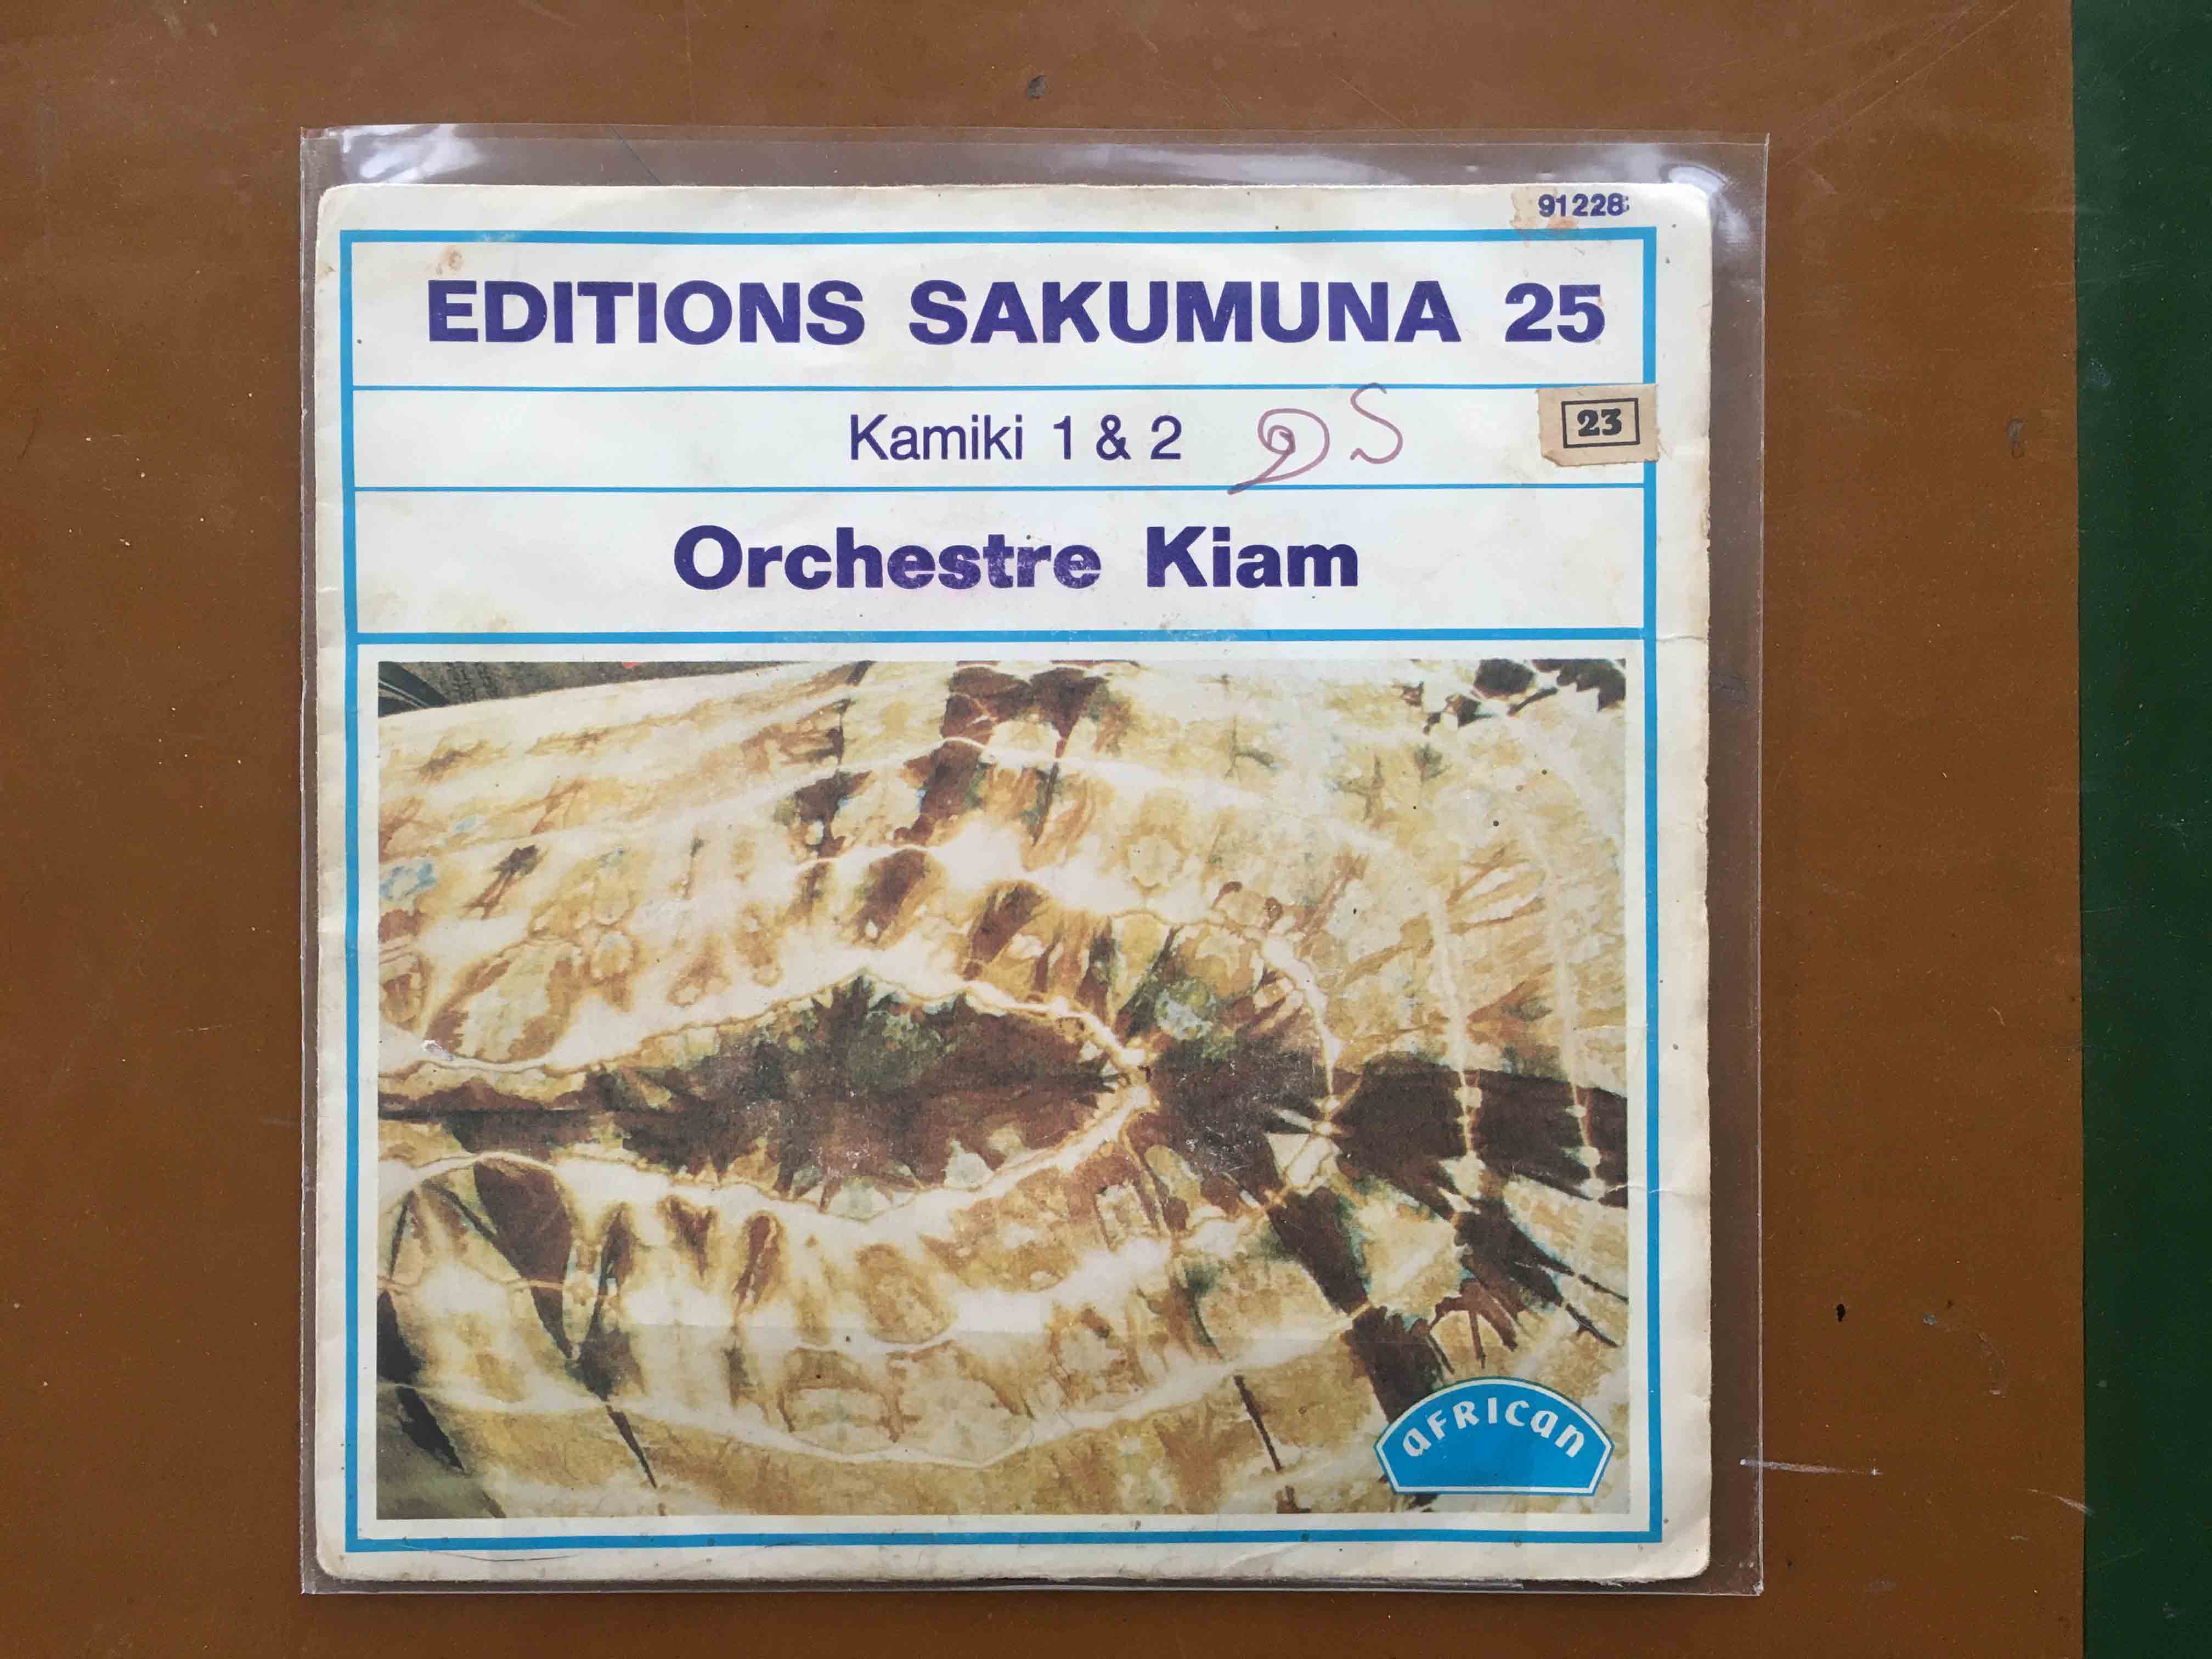 91228
EDITIONS SAKUMUNA 25
Kamiki 1 & 2
23
Orchestre Kiam
aFRICan